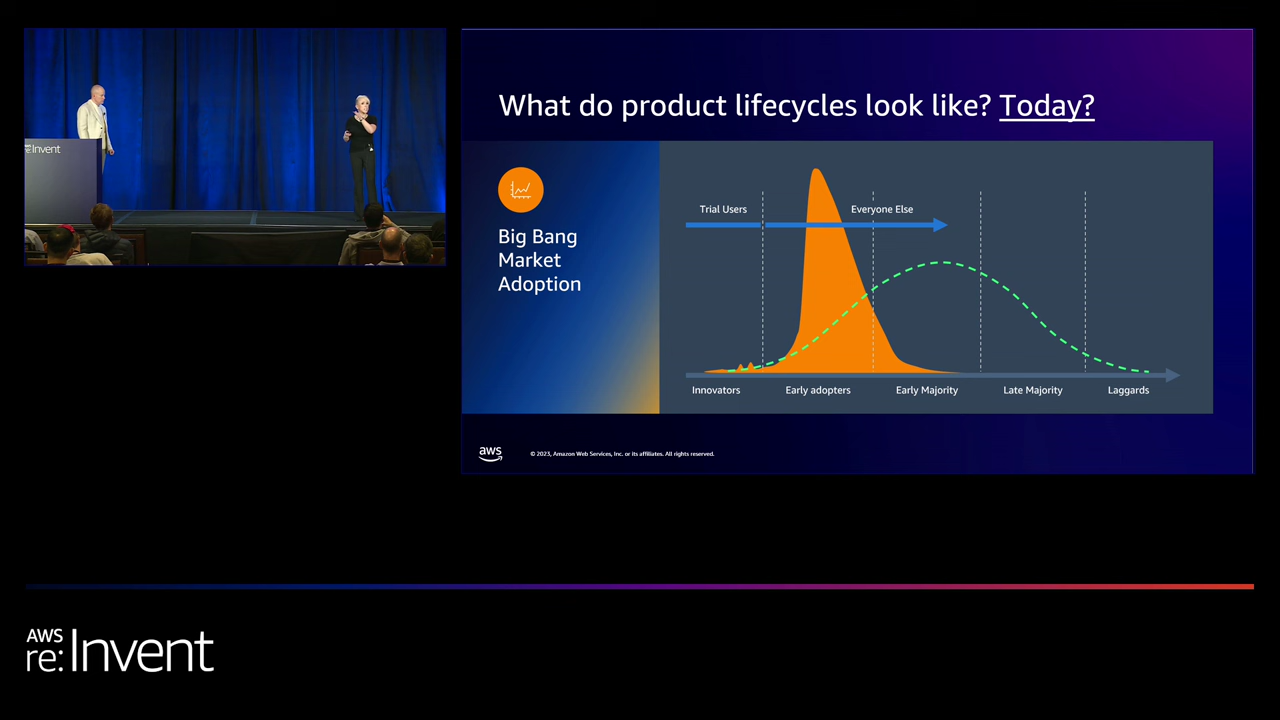 re:Invent
What do product lifecycles look like? Today?
Big Bang
Market
Adoption
Trial Users
Everyone Else
Innovators
Early adopters
Early Majority
Late Majority
Laggards
aws
© 2023, Amazon Web Services, Inc. or its affiliates. All rights reserved.
AWS
re:Invent